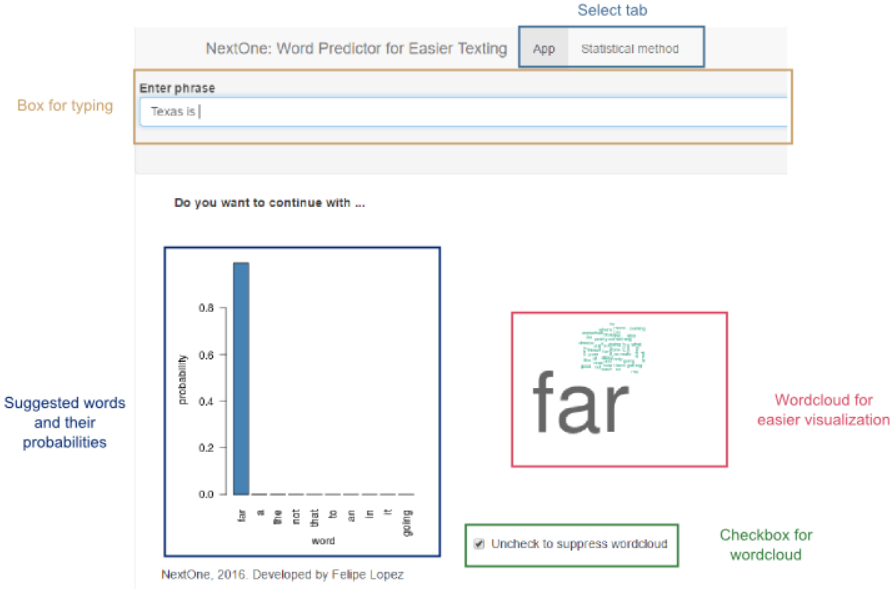 Select tab
NextOne: Word Predictor for Easier Texting App Statistical method
Enter phrase
Box for typing
Texas is
Do you want to continue with ...
0.8
0.6
0.4
0.2
0.0
probability
far a the not that to an in it going
word
Suggested words
and their
probabilities
far
Wordcloud for
easier visualization
Uncheck to suppress wordcloud
Checkbox for
wordcloud
NextOne, 2016. Developed by Felipe Lopez